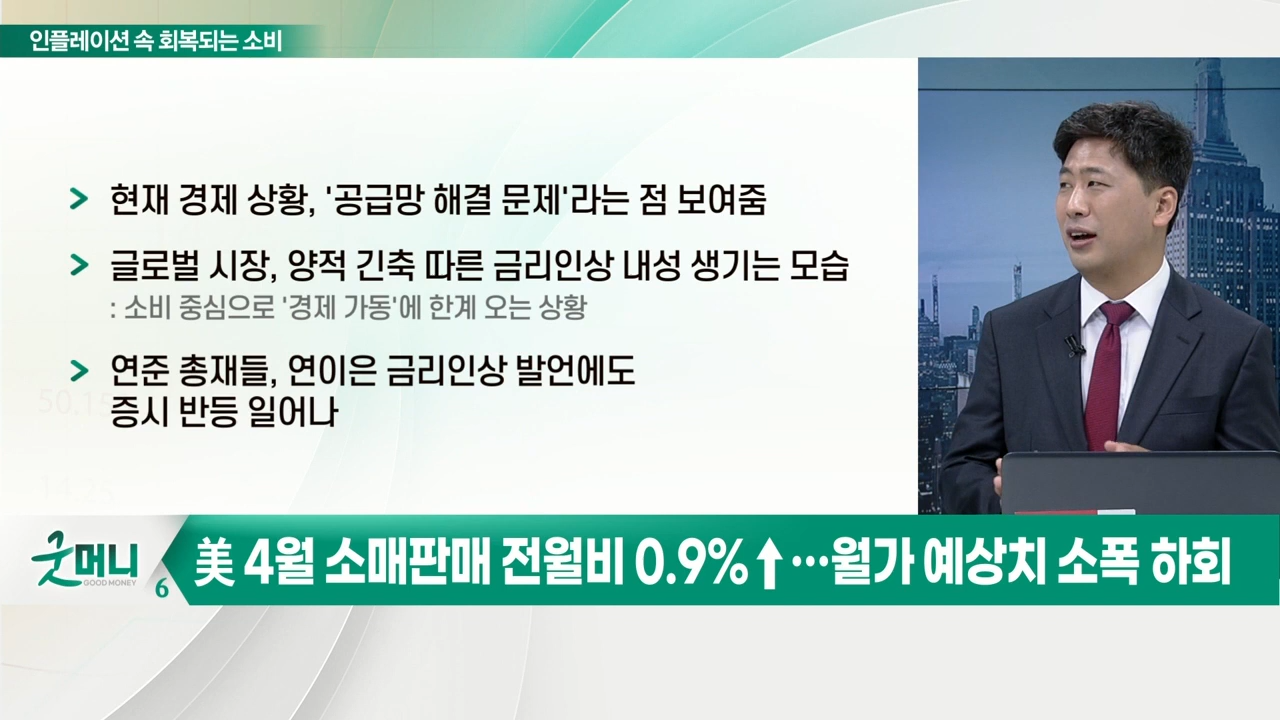 인플레이션 속 회복되는 소비
> 현재 경제 상황, '공급망 해결 문제'라는 점 보여줌
> 글로벌 시장, 양적 긴축 따른 금리인상 내성 생기는 모습
: 소비 중심으로 '경제 가동'에 한계 오는 상황
> 연준 총재들, 연이은 금리인상 발언에도
증시 반등 일어나
50.15
14.25
굿머니
GOOD MONEY
6
美 4월 소매판매 전월비 0.9%↑…월가 예상치 소폭 하회